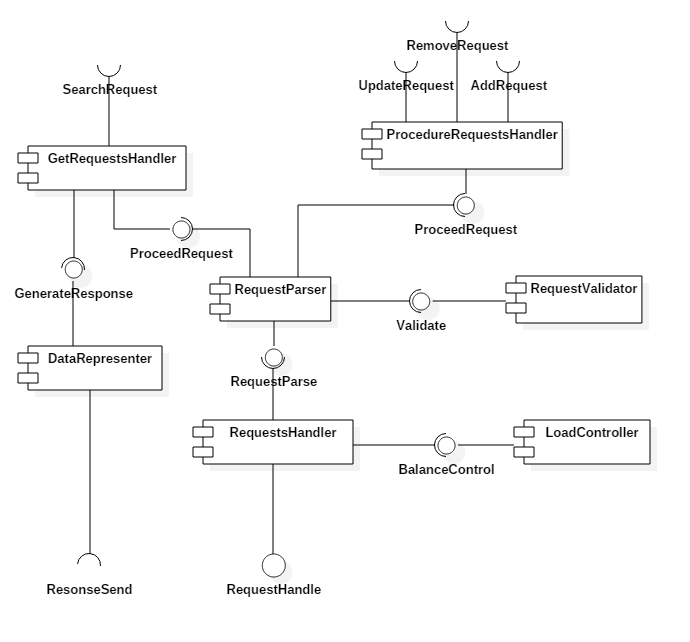 RemoveRequest
UpdateRequest
AddRequest
SearchRequest
ProcedureRequestsHandler
GetRequestsHandler
ProceedRequest
ProceedRequest
GenerateResponse
RequestParser
RequestValidator
Validate
DataRepresenter
RequestParse
RequestsHandler
LoadController
BalanceControl
ResonseSend
RequestHandle